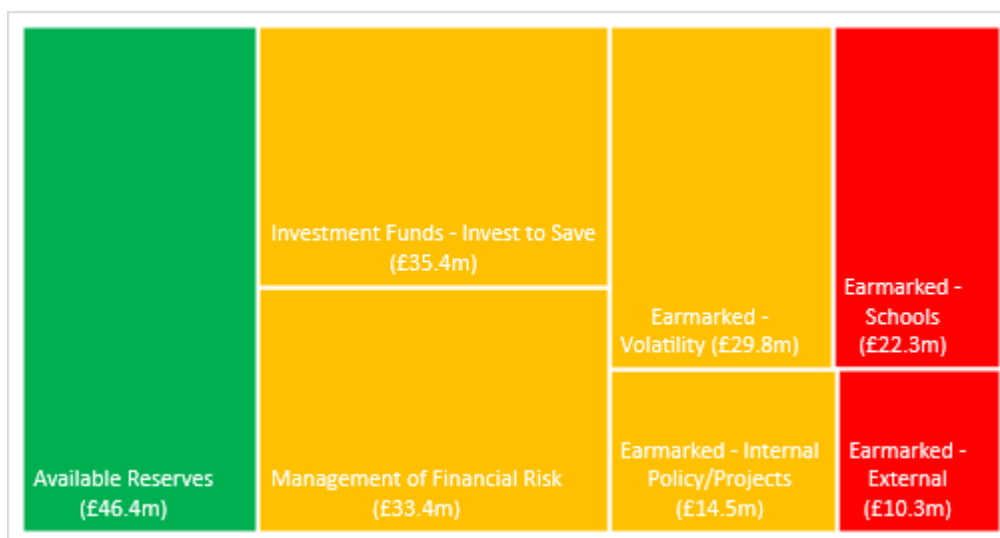 Available Reserves
(£46.4m)
Investment Funds - Invest to Save
(£35.4m)
Management of Financial Risk
(£33.4m)
Earmarked -
Volatility (£29.8m)
Earmarked - Internal
Policy/Projects
(£14.5m)
Earmarked -
Schools
(£22.3m)
Earmarked -
External
(£10.3m)